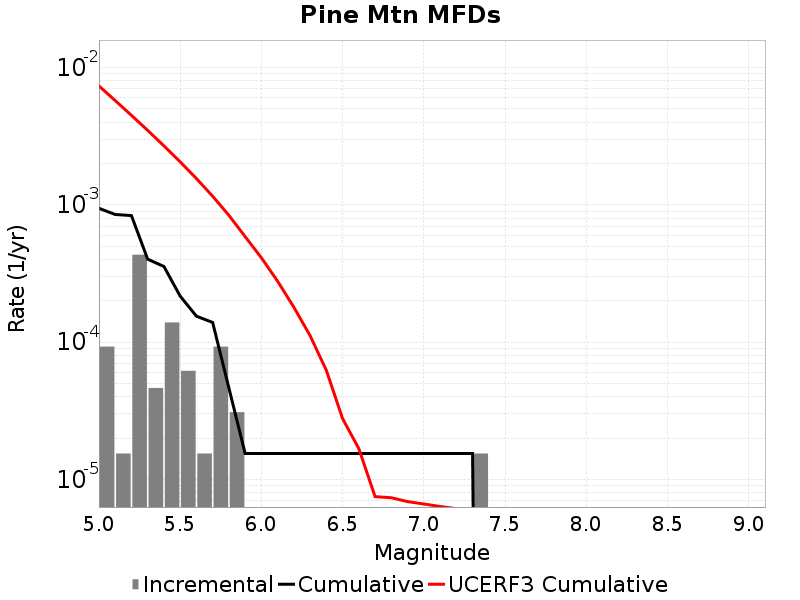 Pine Mtn MFDs
Rate (1/yr)
10^-2
10^-3
10^-4
10^-5
5.0 5.5 6.0 6.5 7.0 7.5 8.0 8.5 9.0
Magnitude
Incremental Cumulative UCERF3 Cumulative